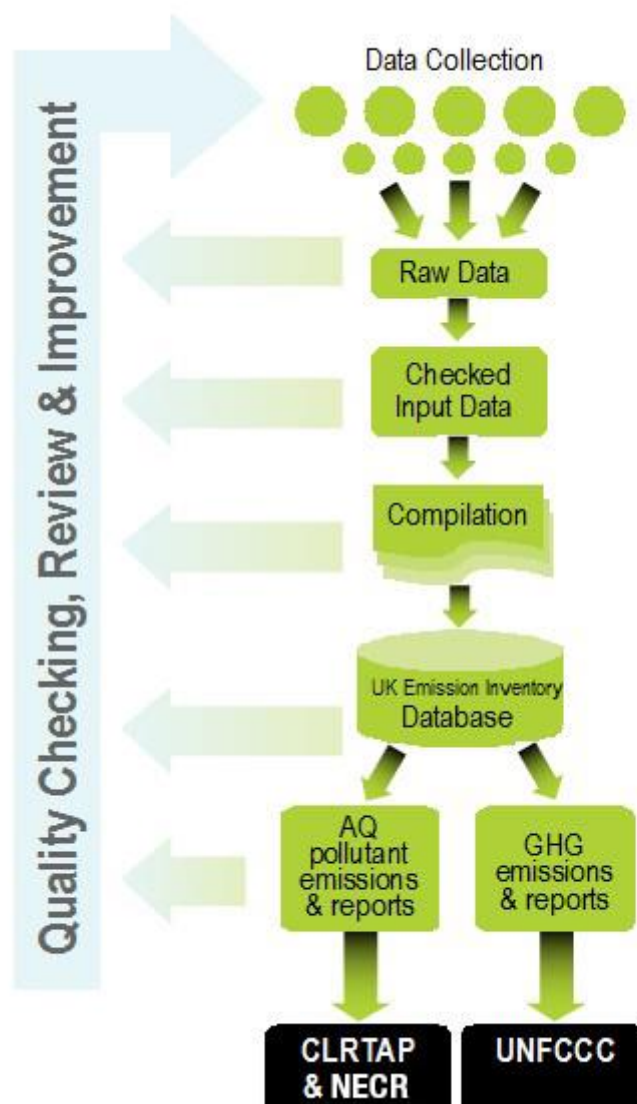 Quality Checking, Review & Improvement
Data Collection
Raw Data
Checked
Input Data
Compilation
UK Emission Inventory
Database
AQ
pollutant
emissions
& reports
GHG
emissions
& reports
CLRTAP
& NECR
UNFCCC